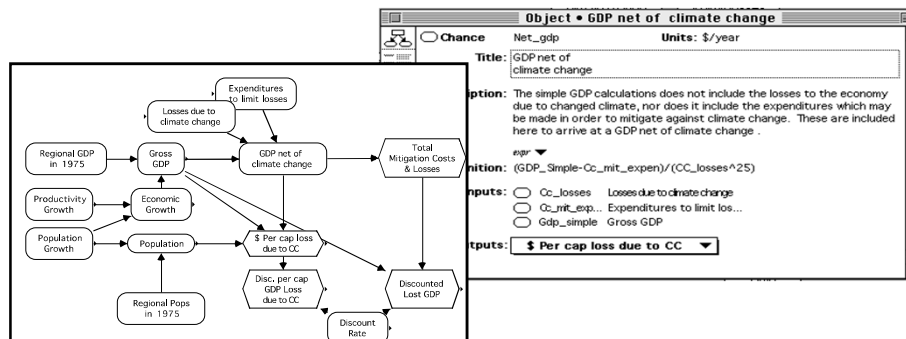 Object • GDP net of climate change
Chance Net_gdp Units: $/year
Title: GDP net of
climate change
iption: The simple GDP calculations does not include the losses to the economy
due to changed climate, nor does it include the expenditures which may
be made in order to mitigate against climate change. These are included
here to arrive at a GDP net of climate change .
expr
nition: (GDP_Simple-Cc_mit_expen)/(CC_losses^25)
nputs: Cc_losses Losses due to climate change
Cc_mit_exp... Expenditures to limit los...
Gdp_simple Gross GDP
tputs: $ Per cap loss due to CC
Expenditures
to limit losses
Losses due to
climate change
Regional GDP
in 1975
Gross
GDP
GDP net of
climate change
Total
Mitigation Costs
& Losses
Productivity
Growth
Economic
Growth
Population
Growth
Population
$ Per cap loss
due to CC
Disc. per cap
GDP Loss
due to CC
Discounted
Lost GDP
Regional Pops
in 1975
Discount
Rate